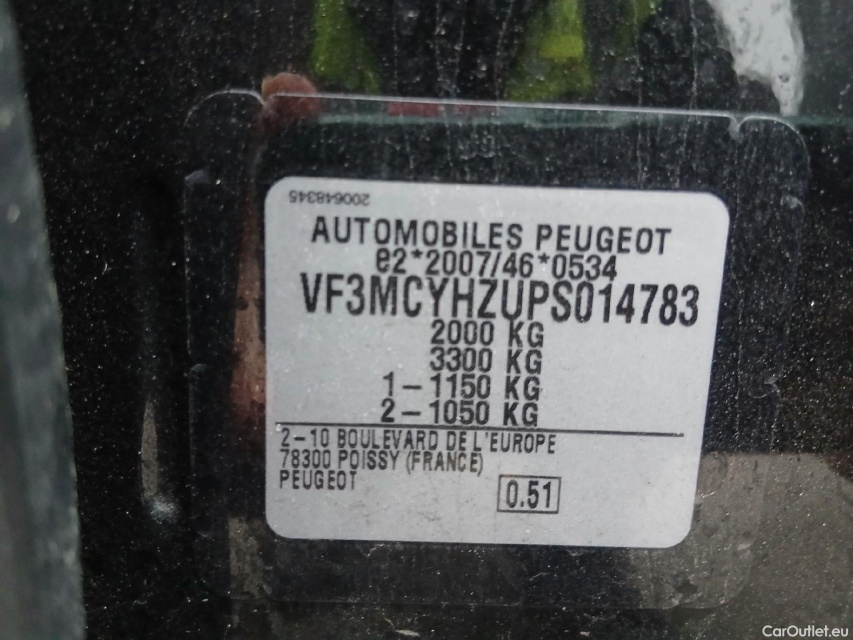 200648345
AUTOMOBILES PEUGEOT
e2*2007/46*0534
VF3MCYHZUPS014783
2000 KG
3300 KG
1-1150 KG
2-1050 KG
2-10 BOULEVARD DE L'EUROPE
78300 POISSY (FRANCE)
PEUGEOT
0.51
CarOutlet.eu